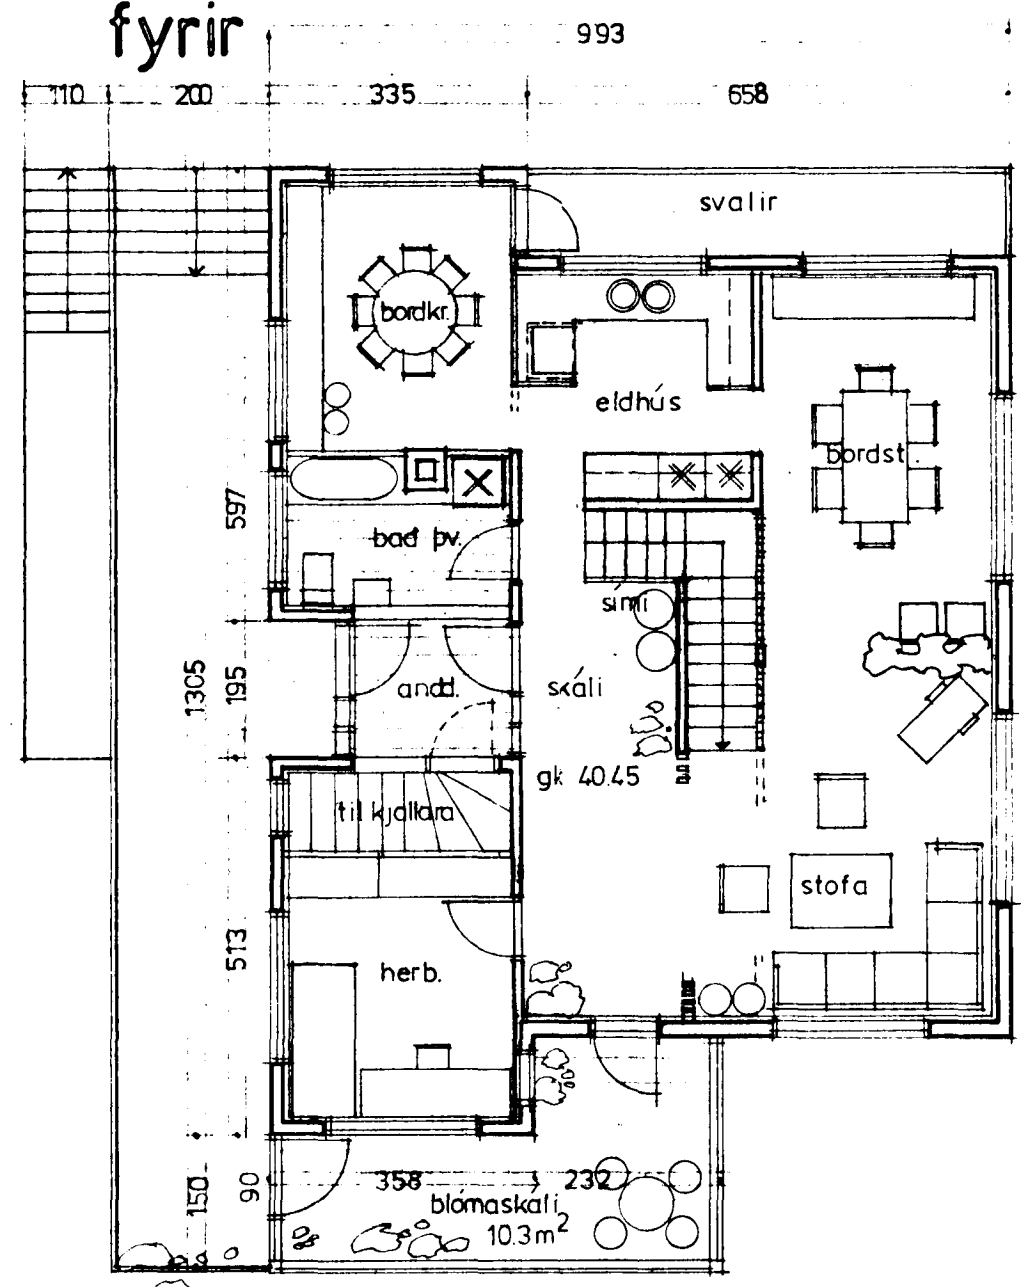 fyrir
993
110 200 335 658
svalir
bordkr.
eldhús
bordst.
597
bað þv.
sími
1305
195
andd.
skáli
gk 40.45
til kjallara
stofa
513
herb.
150
90
358 232
blómaskáli
10.3m²